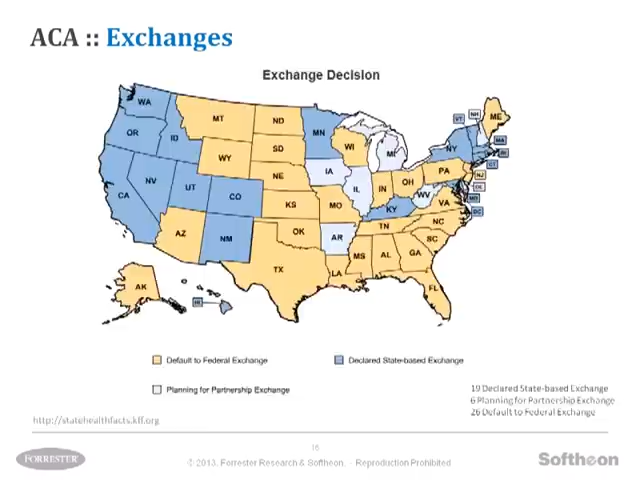 ACA :: Exchanges
Exchange Decision
WA
MT
ND
MN
VT
NH
ME
OR
ID
SD
WI
MI
NY
MA
RI
CT
WY
IA
PA
NJ
NV
NE
IL
IN
OH
DE
MD
CA
UT
CO
KS
MO
KY
WV
VA
DC
AZ
NM
OK
AR
TN
NC
SC
TX
LA
MS
AL
GA
AK
HI
FL
Default to Federal Exchange
Declared State-based Exchange
Planning for Partnership Exchange
19 Declared State-based Exchange
6 Planning for Partnership Exchange
26 Default to Federal Exchange
http://statehealthfacts.kff.org
16
FORRESTER
© 2013. Forrester Research & Softheon. - Reproduction Prohibited
Softheon